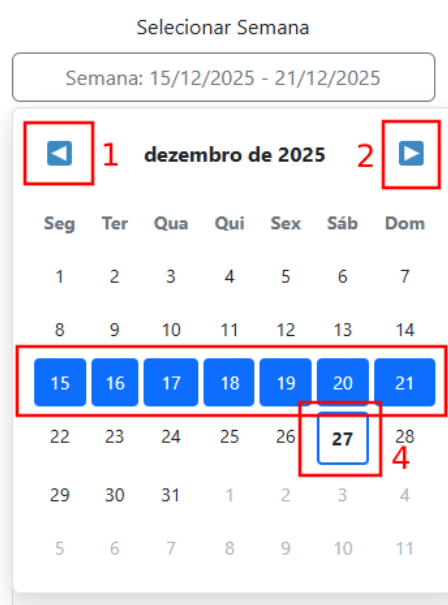 Selecionar Semana
Semana: 15/12/2025 - 21/12/2025
1 dezembro de 2025 2
Seg Ter Qua Qui Sex Sáb Dom
1 2 3 4 5 6 7
8 9 10 11 12 13 14
15 16 17 18 19 20 21
22 23 24 25 26 27 28
4
29 30 31 1 2 3 4
5 6 7 8 9 10 11